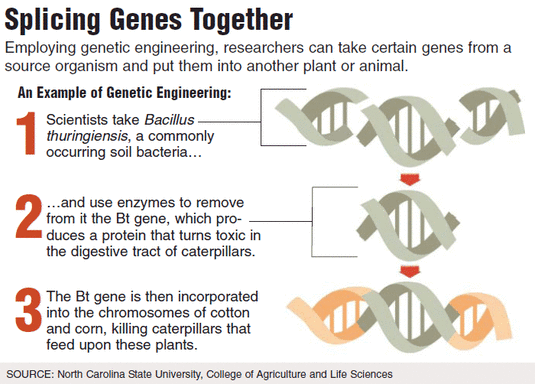 Splicing Genes Together
Employing genetic engineering, researchers can take certain genes from a
source organism and put them into another plant or animal.
An Example of Genetic Engineering:
1 Scientists take Bacillus
thuringiensis, a commonly
occurring soil bacteria…
2 …and use enzymes to remove
from it the Bt gene, which pro-
duces a protein that turns toxic in
the digestive tract of caterpillars.
3 The Bt gene is then incorporated
into the chromosomes of cotton
and corn, killing caterpillars that
feed upon these plants.
SOURCE: North Carolina State University, College of Agriculture and Life Sciences